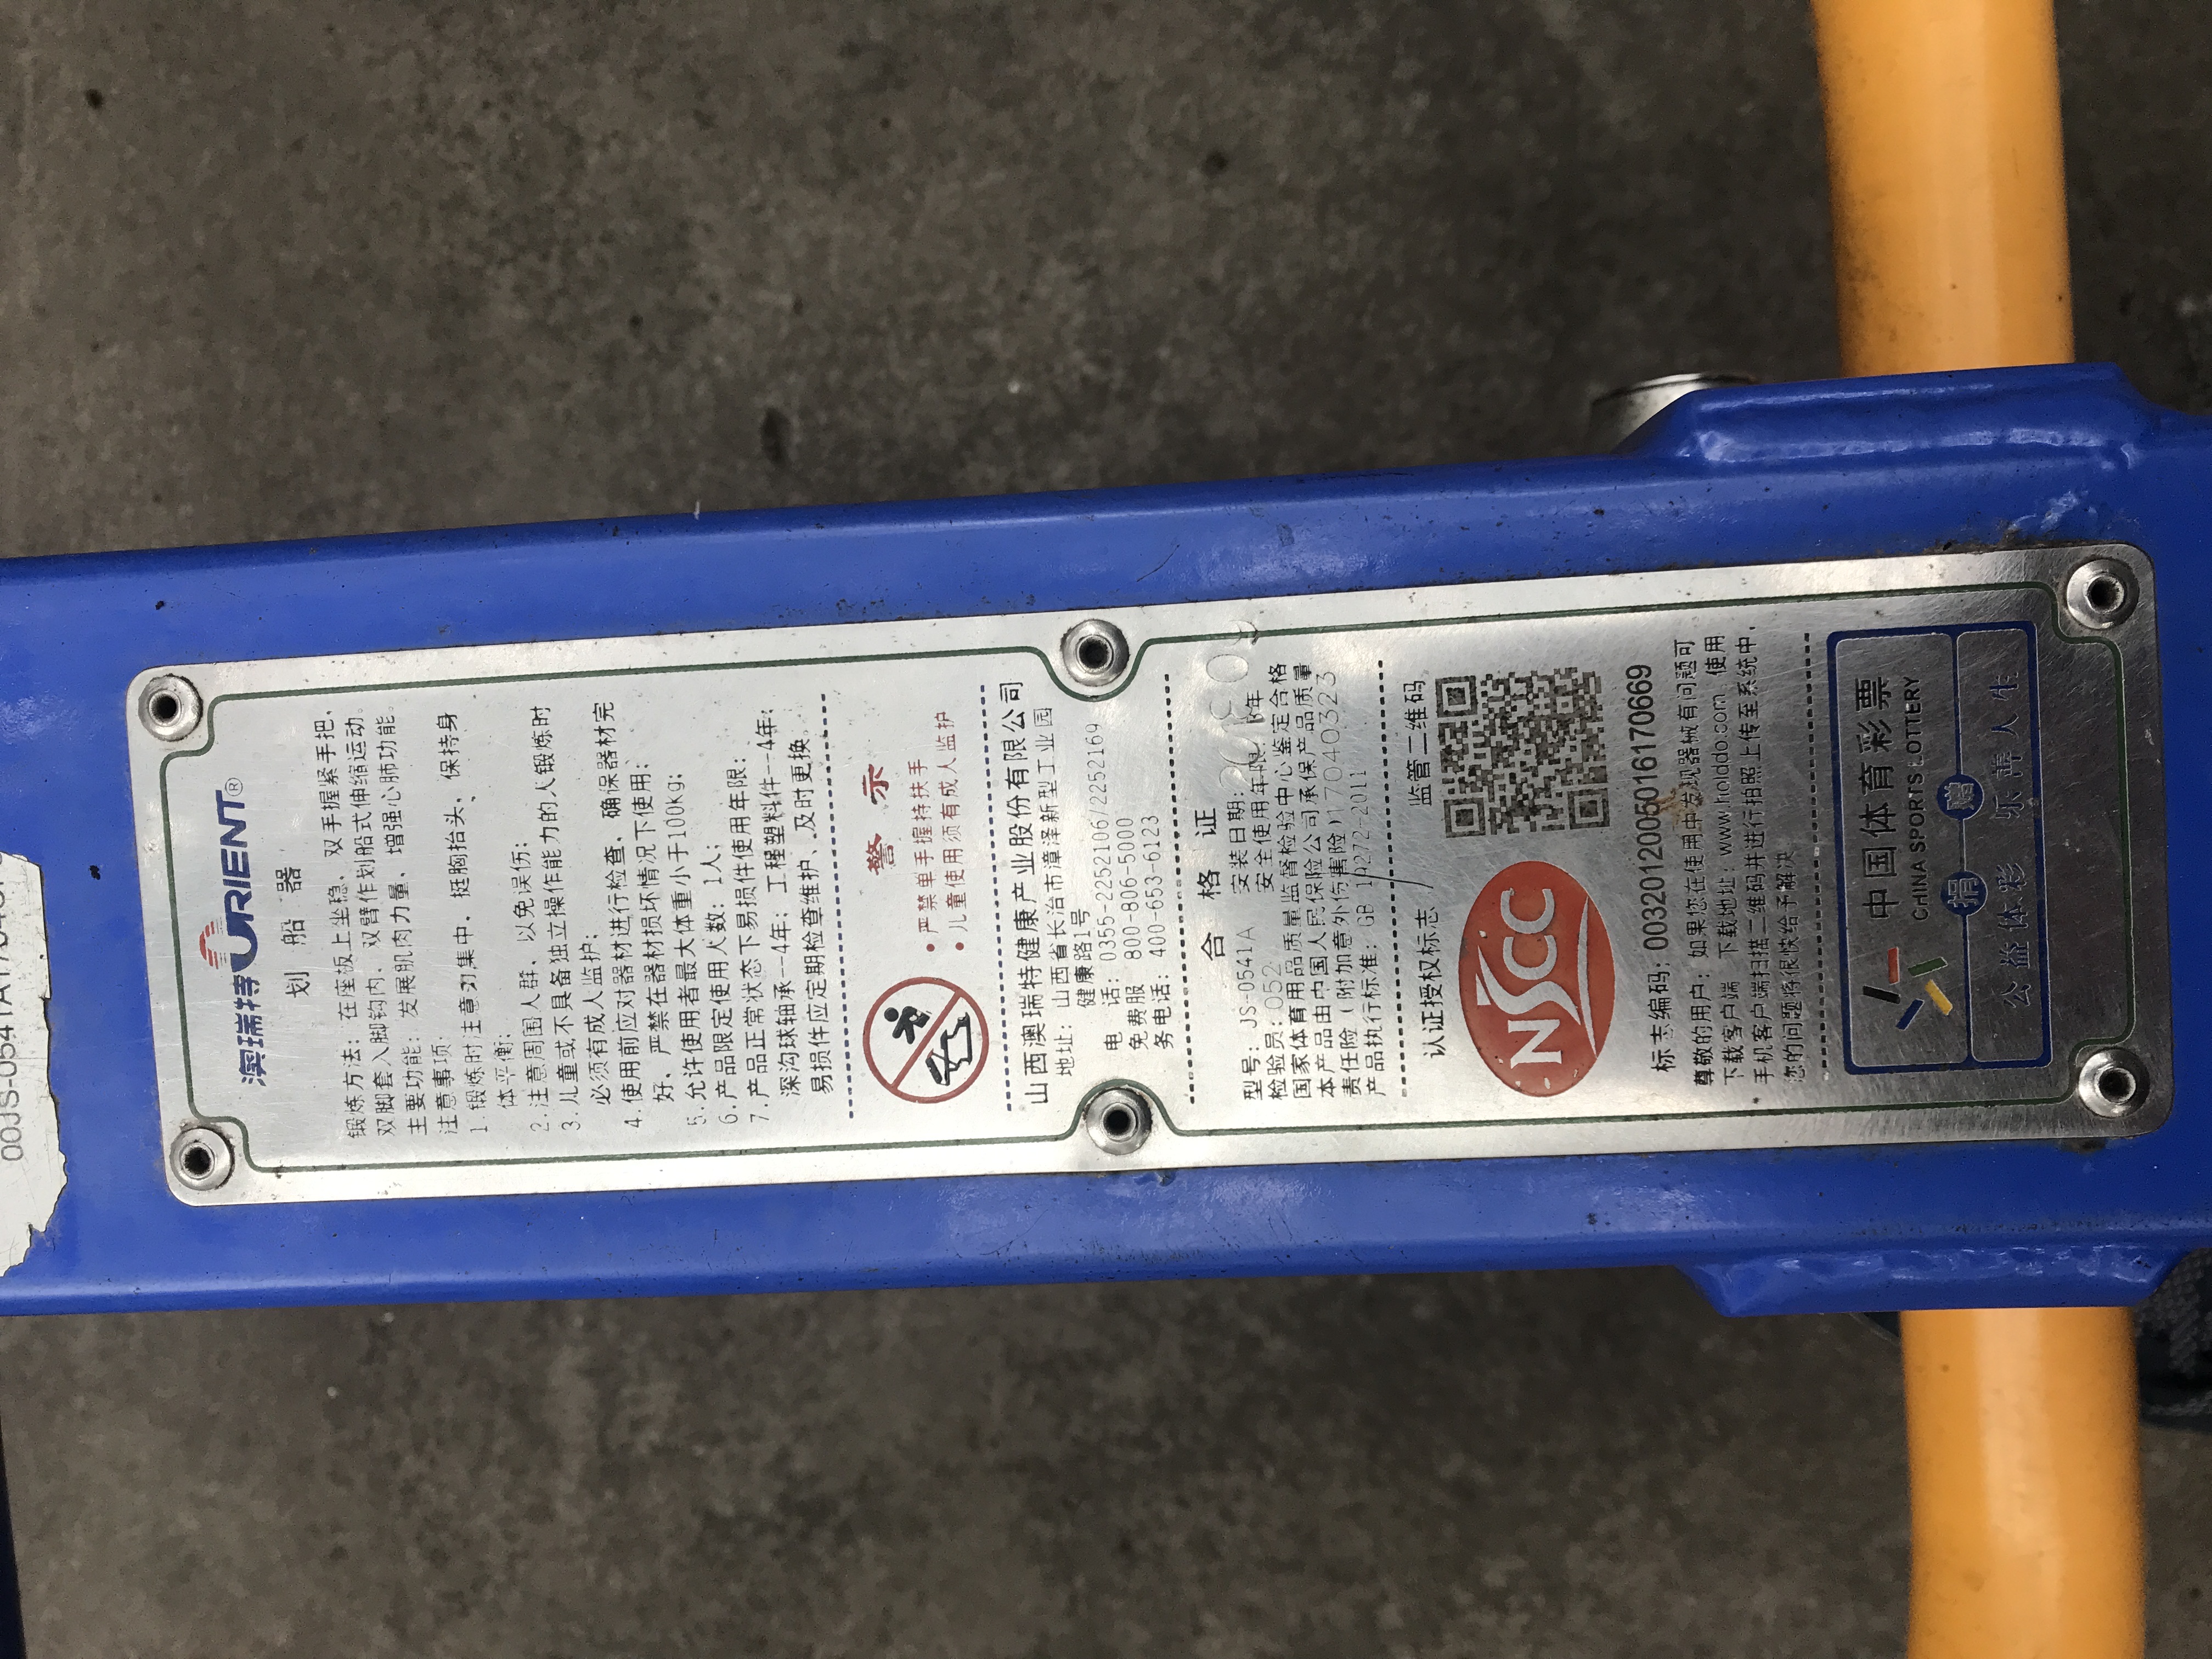 澳瑞特 ORIENT®
划船器
锻炼方法：在座板上坐稳、双手握紧手把，
双脚套入脚钩内、双臂作划船式伸缩运动。
主要功能：发展肌肉力量、增强心肺功能。
注意事项：
1.锻炼时注意力集中、挺胸抬头、保持身
体平衡；
2.注意周围人群、以免误伤；
3.儿童或不具备独立操作能力的人锻炼时
必须有成人监护；
4.使用前应对器材进行检查、确保器材完
好、严禁在器材损坏情况下使用；
5.允许使用者最大体重小于100kg；
6.产品限定使用人数：1人；
7.产品正常状态下易损件使用年限：
深沟球轴承--4年；工程塑料件--4年；
易损件应定期检查维护、及时更换。
警示
• 严禁单手握持扶手
• 儿童使用须有成人监护
山西澳瑞特健康产业股份有限公司
地址：山西省长治市漳泽新型工业园
健康路1号
电话：0355-2252106/2252169
免费服 800-806-5000
务电话：400-653-6123
合格证
型号：JS-0541A 安装日期：
检验员：052 安全使用年限：8年
国家体育用品质量监督检验中心鉴定合格
本产品由中国人民保险公司承保产品质量
责任险（附加意外伤害险）17040323
产品执行标准：GB 19272-2011
认证授权标志 监管二维码
NSCC
标志编码：00320120050161170669
尊敬的用户：如果您在使用中发现器械有问题可
下载客户端 下载地址：www.holddo.com 使用
手机客户端扫描二维码并进行拍照上传至系统中，
您的问题将很快给予解决
中国体育彩票
CHINA SPORTS LOTTERY
捐赠
公益体彩 乐善人生